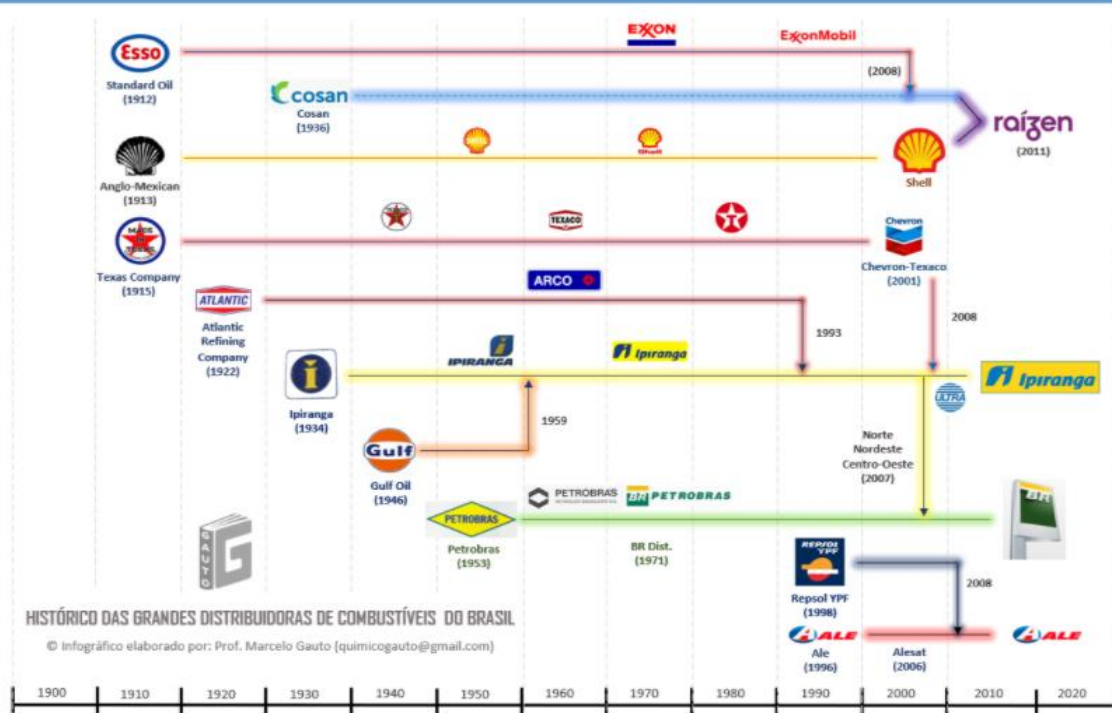 Esso
Standard Oil
(1912)
EXXON
ExxonMobil
(2008)
cosan
Cosan
(1936)
raízen
(2011)
Anglo-Mexican
(1913)
Shell
Shell
Texas Company
(1915)
TEXACO
Chevron
Chevron-Texaco
(2001)
2008
ATLANTIC
Atlantic
Refining
Company
(1922)
ARCO
1993
Ipiranga
(1934)
IPIRANGA
Ipiranga
ULTRA
Ipiranga
Gulf
Gulf Oil
(1946)
1959
Norte
Nordeste
Centro-Oeste
(2007)
PETROBRAS
Petrobras
(1953)
PETROBRAS
BR PETROBRAS
BR Dist.
(1971)
BR
REPSOL
YPF
Repsol YPF
(1998)
2008
ALE
Ale
(1996)
Alesat
(2006)
ALE
GAUTO
G
HISTÓRICO DAS GRANDES DISTRIBUIDORAS DE COMBUSTÍVEIS DO BRASIL
© Infográfico elaborado por: Prof. Marcelo Gauto (quimicogauto@gmail.com)
1900 1910 1920 1930 1940 1950 1960 1970 1980 1990 2000 2010 2020